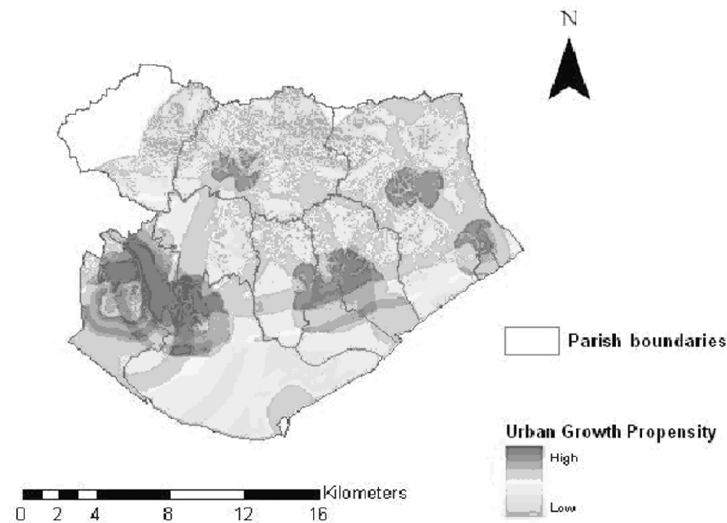 N
Parish boundaries
Urban Growth Propensity
High
Low
Kilometers
0 2 4 8 12 16